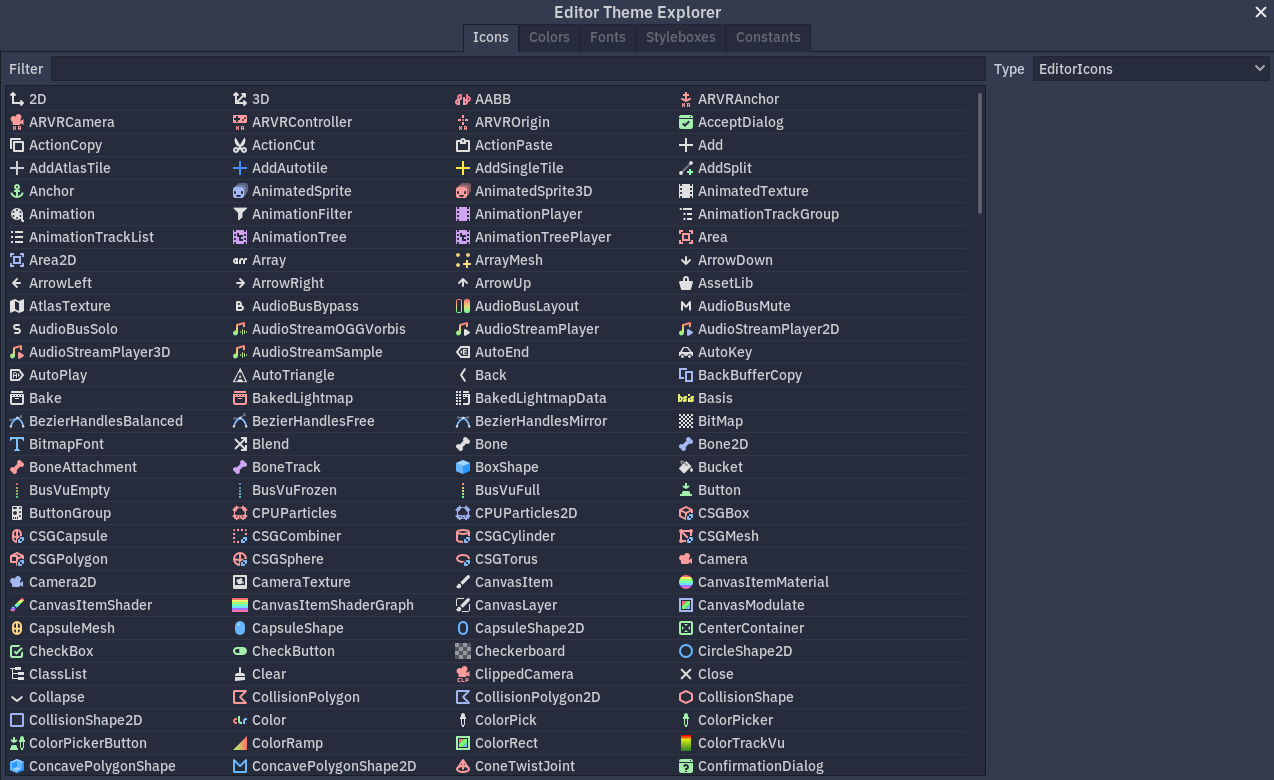 Editor Theme Explorer
Icons Colors Fonts Styleboxes Constants
Filter Type EditorIcons
2D 3D AABB ARVRAnchor
ARVRCamera ARVRController ARVROrigin AcceptDialog
ActionCopy ActionCut ActionPaste Add
AddAtlasTile AddAutotile AddSingleTile AddSplit
Anchor AnimatedSprite AnimatedSprite3D AnimatedTexture
Animation AnimationFilter AnimationPlayer AnimationTrackGroup
AnimationTrackList AnimationTree AnimationTreePlayer Area
Area2D Array ArrayMesh ArrowDown
ArrowLeft ArrowRight ArrowUp AssetLib
AtlasTexture AudioBusBypass AudioBusLayout AudioBusMute
AudioBusSolo AudioStreamOGGVorbis AudioStreamPlayer AudioStreamPlayer2D
AudioStreamPlayer3D AudioStreamSample AutoEnd AutoKey
AutoPlay AutoTriangle Back BackBufferCopy
Bake BakedLightmap BakedLightmapData Basis
BezierHandlesBalanced BezierHandlesFree BezierHandlesMirror BitMap
BitmapFont Blend Bone Bone2D
BoneAttachment BoneTrack BoxShape Bucket
BusVuEmpty BusVuFrozen BusVuFull Button
ButtonGroup CPUParticles CPUParticles2D CSGBox
CSGCapsule CSGCombiner CSGCylinder CSGMesh
CSGPolygon CSGSphere CSGTorus Camera
Camera2D CameraTexture CanvasItem CanvasItemMaterial
CanvasItemShader CanvasItemShaderGraph CanvasLayer CanvasModulate
CapsuleMesh CapsuleShape CapsuleShape2D CenterContainer
CheckBox CheckButton Checkerboard CircleShape2D
ClassList Clear ClippedCamera Close
Collapse CollisionPolygon CollisionPolygon2D CollisionShape
CollisionShape2D Color ColorPick ColorPicker
ColorPickerButton ColorRamp ColorRect ColorTrackVu
ConcavePolygonShape ConcavePolygonShape2D ConeTwistJoint ConfirmationDialog